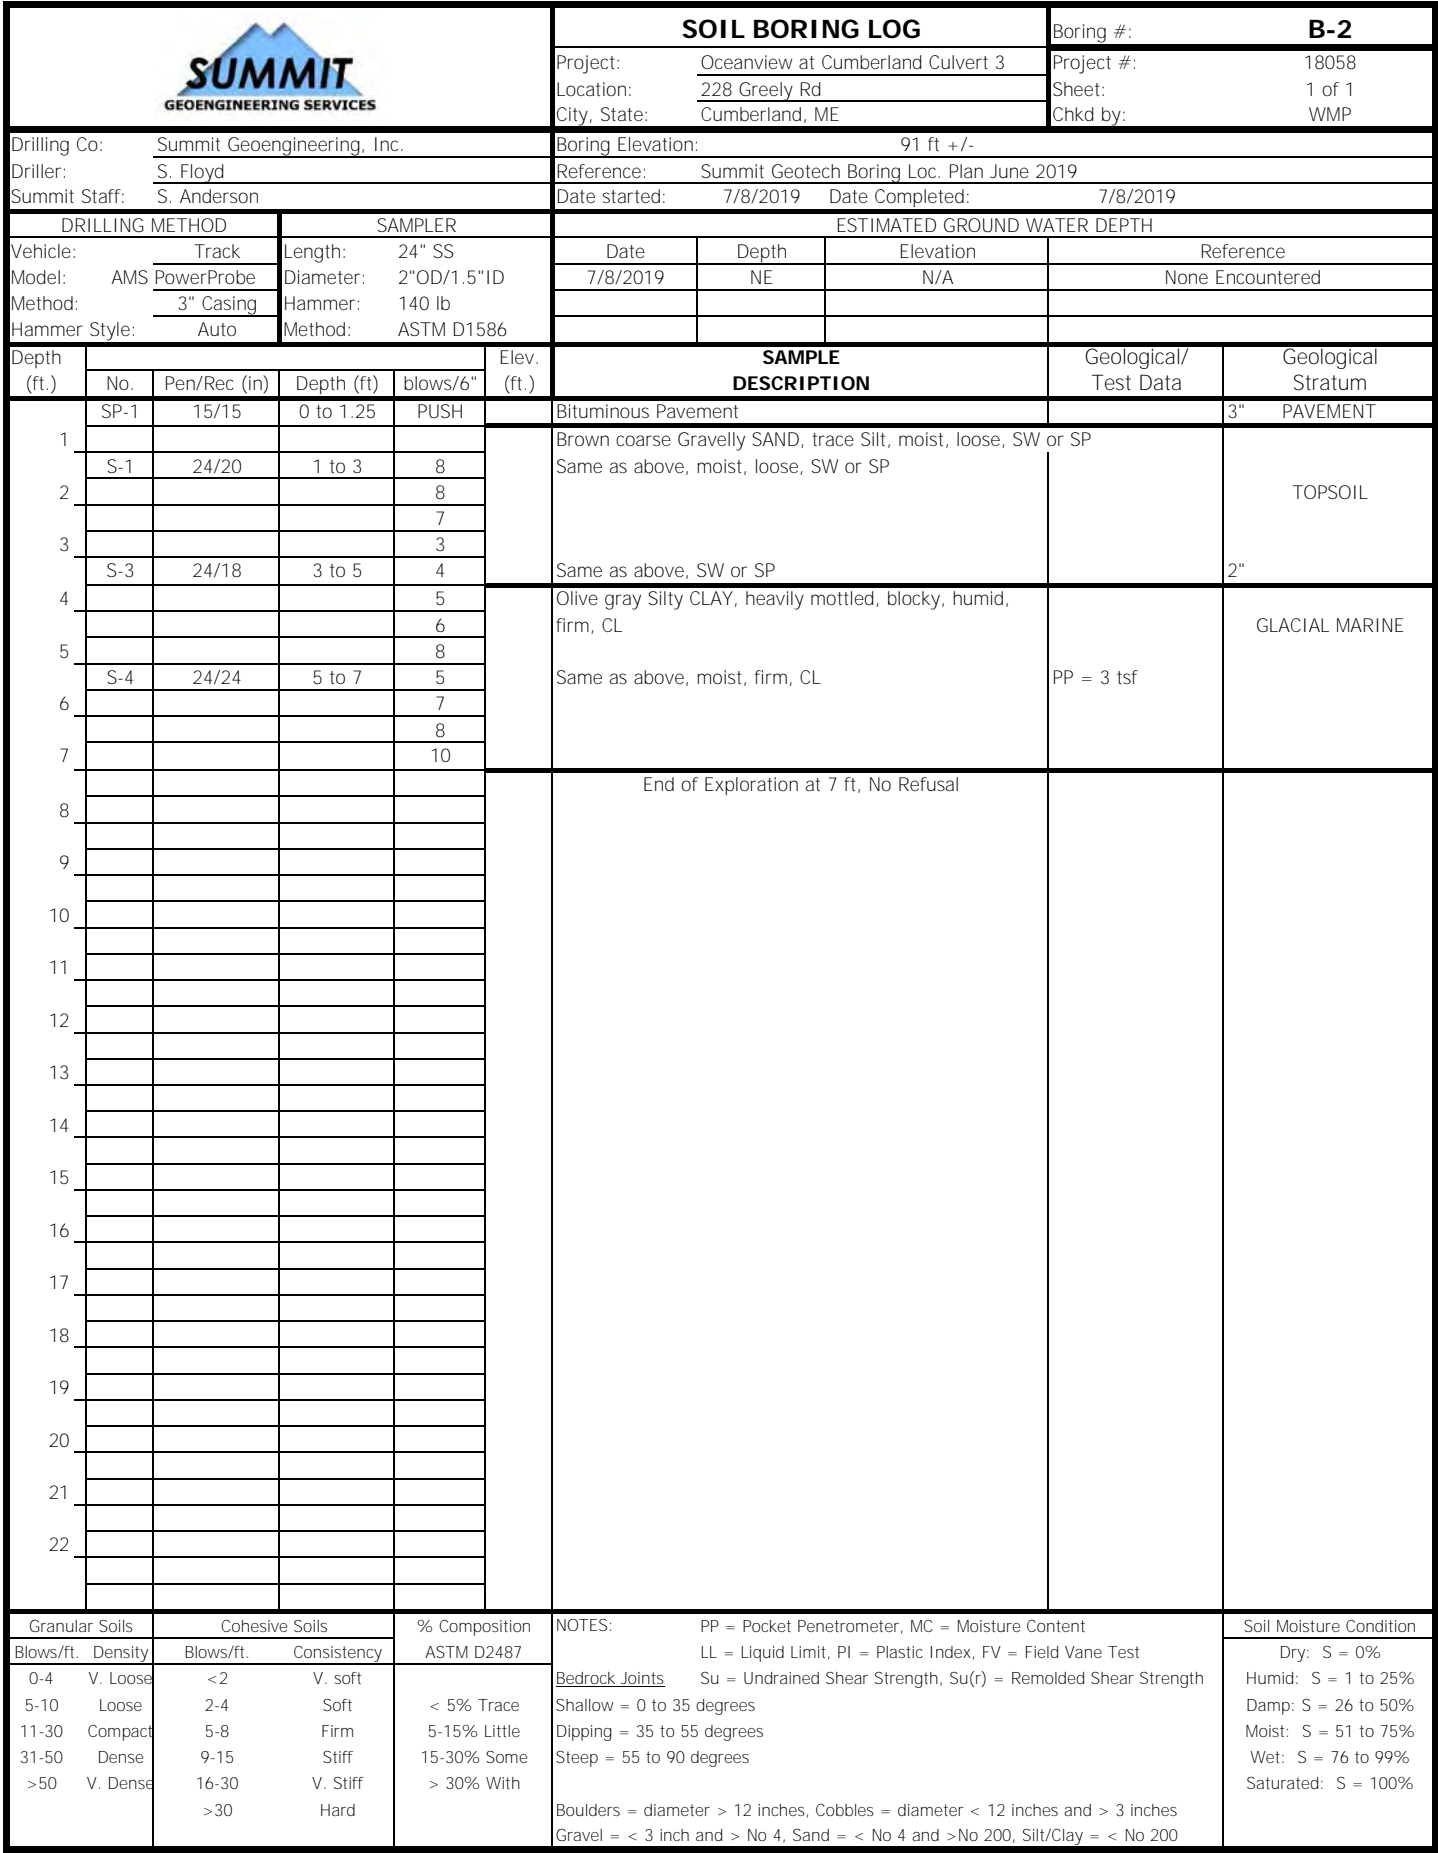 SUMMIT
GEOENGINEERING SERVICES
SOIL BORING LOG
Boring #: B-2
Project: Oceanview at Cumberland Culvert 3
Project #: 18058
Location: 228 Greely Rd
Sheet: 1 of 1
City, State: Cumberland, ME
Chkd by: WMP
Drilling Co: Summit Geoengineering, Inc.
Boring Elevation: 91 ft +/-
Driller: S. Floyd
Reference: Summit Geotech Boring Loc. Plan June 2019
Summit Staff: S. Anderson
Date started: 7/8/2019 Date Completed: 7/8/2019
DRILLING METHOD SAMPLER ESTIMATED GROUND WATER DEPTH
Vehicle: Track Length: 24" SS Date Depth Elevation Reference
Model: AMS PowerProbe Diameter: 2"OD/1.5"ID 7/8/2019 NE N/A None Encountered
Method: 3" Casing Hammer: 140 lb
Hammer Style: Auto Method: ASTM D1586
Depth Elev. SAMPLE Geological/ Geological
(ft.) No. Pen/Rec (in) Depth (ft) blows/6" (ft.) DESCRIPTION Test Data Stratum
SP-1 15/15 0 to 1.25 PUSH Bituminous Pavement 3" PAVEMENT
1 Brown coarse Gravelly SAND, trace Silt, moist, loose, SW or SP
S-1 24/20 1 to 3 8 Same as above, moist, loose, SW or SP
2 8 TOPSOIL
7
3 3
S-3 24/18 3 to 5 4 Same as above, SW or SP 2"
4 5 Olive gray Silty CLAY, heavily mottled, blocky, humid,
6 firm, CL GLACIAL MARINE
5 8
S-4 24/24 5 to 7 5 Same as above, moist, firm, CL PP = 3 tsf
6 7
8
7 10
End of Exploration at 7 ft, No Refusal
8
9
10
11
12
13
14
15
16
17
18
19
20
21
22
Granular Soils Cohesive Soils % Composition NOTES: PP = Pocket Penetrometer, MC = Moisture Content Soil Moisture Condition
Blows/ft. Density Blows/ft. Consistency ASTM D2487 LL = Liquid Limit, PI = Plastic Index, FV = Field Vane Test Dry: S = 0%
0-4 V. Loose <2 V. soft Bedrock Joints Su = Undrained Shear Strength, Su(r) = Remolded Shear Strength Humid: S = 1 to 25%
5-10 Loose 2-4 Soft < 5% Trace Shallow = 0 to 35 degrees Damp: S = 26 to 50%
11-30 Compact 5-8 Firm 5-15% Little Dipping = 35 to 55 degrees Moist: S = 51 to 75%
31-50 Dense 9-15 Stiff 15-30% Some Steep = 55 to 90 degrees Wet: S = 76 to 99%
>50 V. Dense 16-30 V. Stiff > 30% With Saturated: S = 100%
>30 Hard Boulders = diameter > 12 inches, Cobbles = diameter < 12 inches and > 3 inches
Gravel = < 3 inch and > No 4, Sand = < No 4 and >No 200, Silt/Clay = < No 200